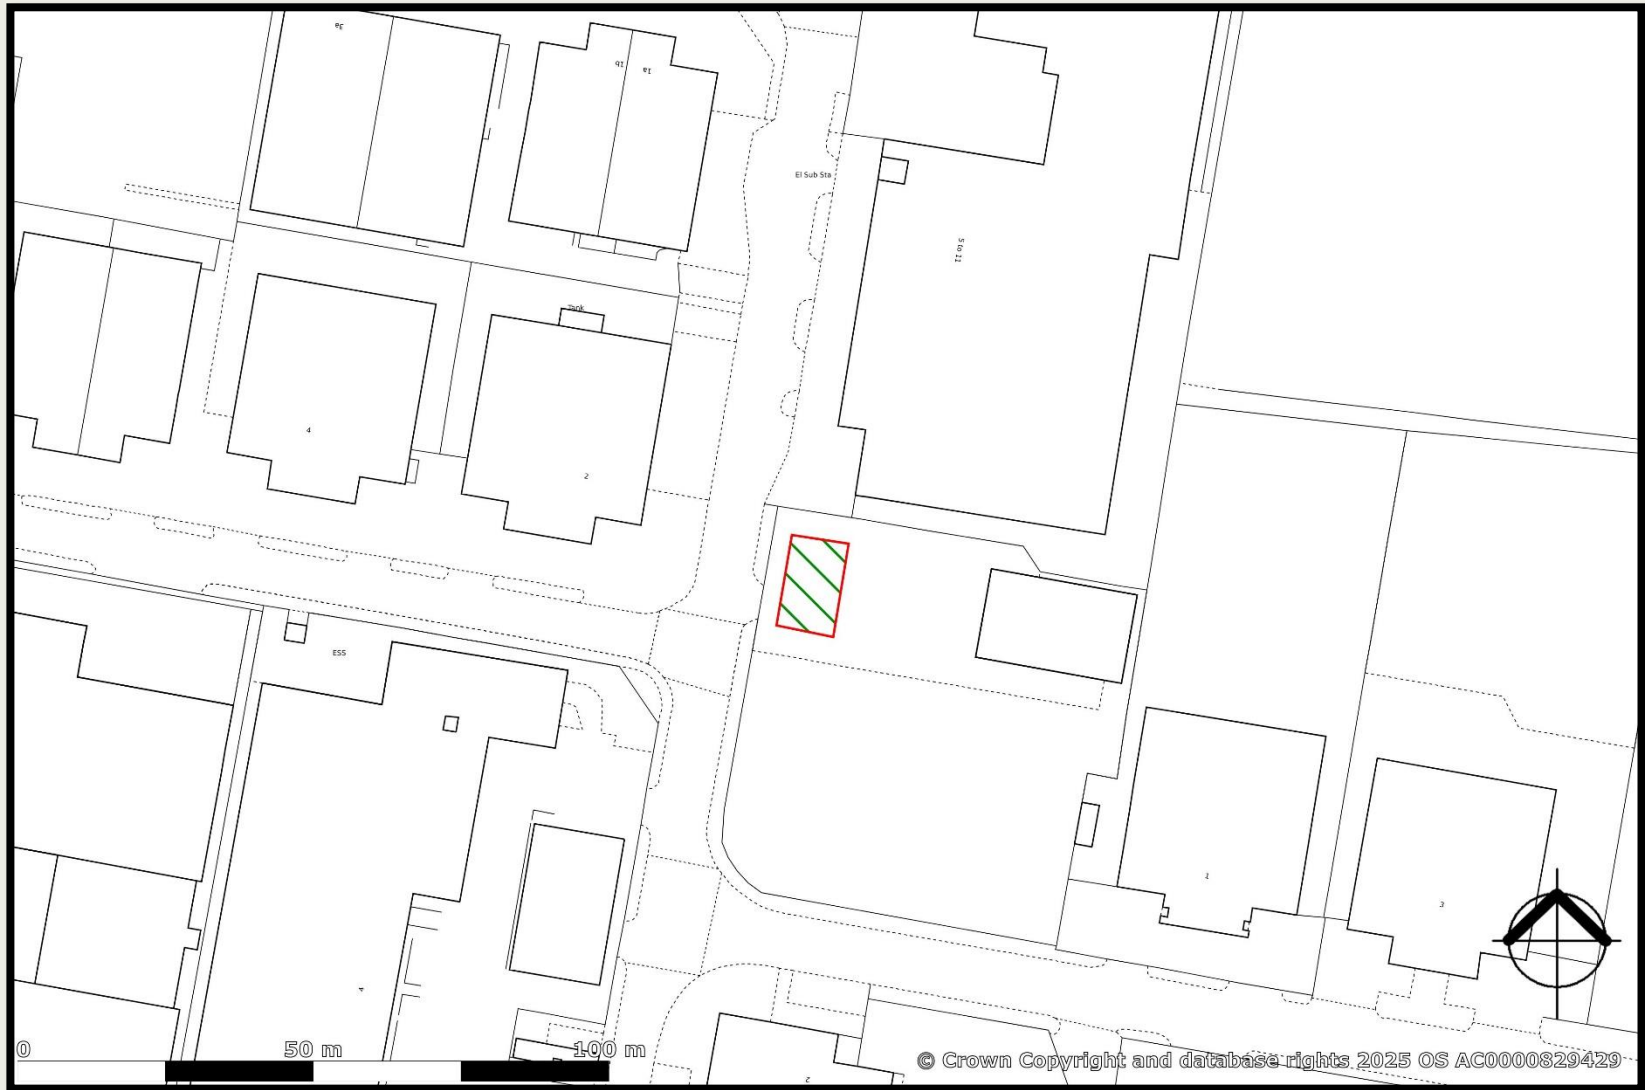 3a
1b
1a
El Sub Sta
5 to 11
Tank
4
2
ESS
1
3
4
2
0
50 m
100 m
© Crown Copyright and database rights 2025 OS AC0000829429